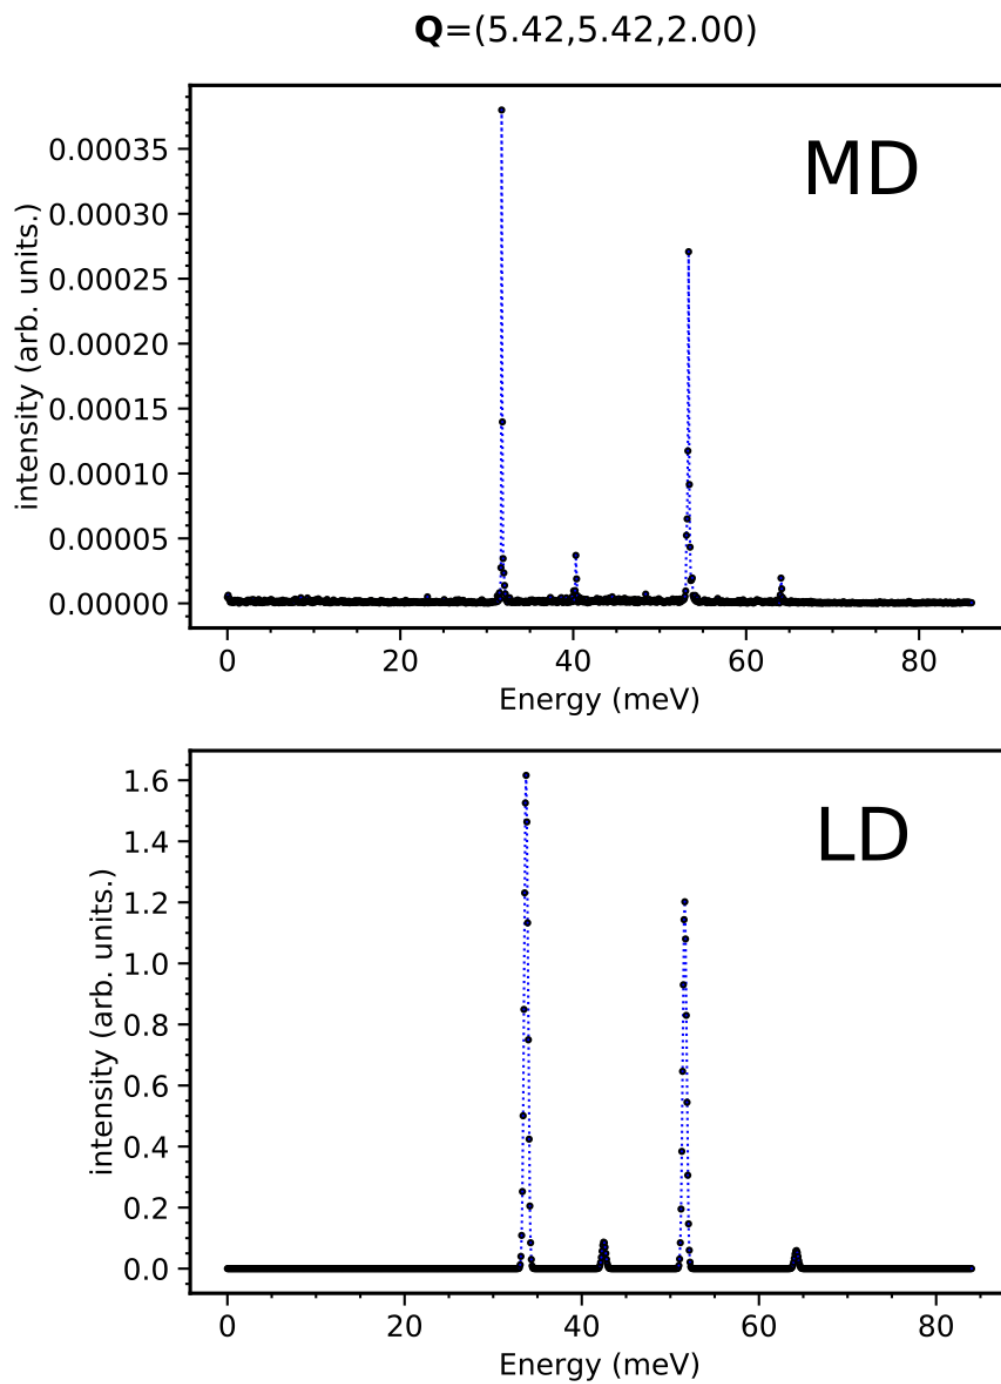 Q=(5.42,5.42,2.00)
MD
intensity (arb. units.)
0.00035
0.00030
0.00025
0.00020
0.00015
0.00010
0.00005
0.00000
0 20 40 60 80
Energy (meV)
LD
intensity (arb. units.)
1.6
1.4
1.2
1.0
0.8
0.6
0.4
0.2
0.0
0 20 40 60 80
Energy (meV)